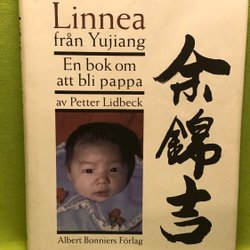 Linnea
från Yujiang
En bok om
att bli pappa
av Petter Lidbeck
余錦吉
Albert Bonniers Förlag